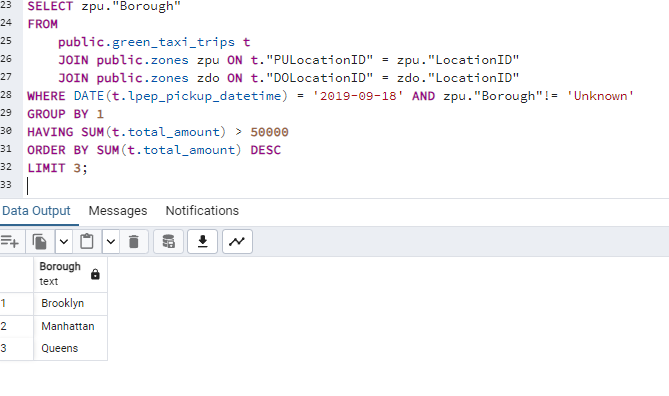 23 SELECT zpu."Borough"
24 FROM
25 public.green_taxi_trips t
26 JOIN public.zones zpu ON t."PULocationID" = zpu."LocationID"
27 JOIN public.zones zdo ON t."DOLocationID" = zdo."LocationID"
28 WHERE DATE(t.lpep_pickup_datetime) = '2019-09-18' AND zpu."Borough"!= 'Unknown'
29 GROUP BY 1
30 HAVING SUM(t.total_amount) > 50000
31 ORDER BY SUM(t.total_amount) DESC
32 LIMIT 3;
33
Data Output Messages Notifications
Borough
text
1 Brooklyn
2 Manhattan
3 Queens